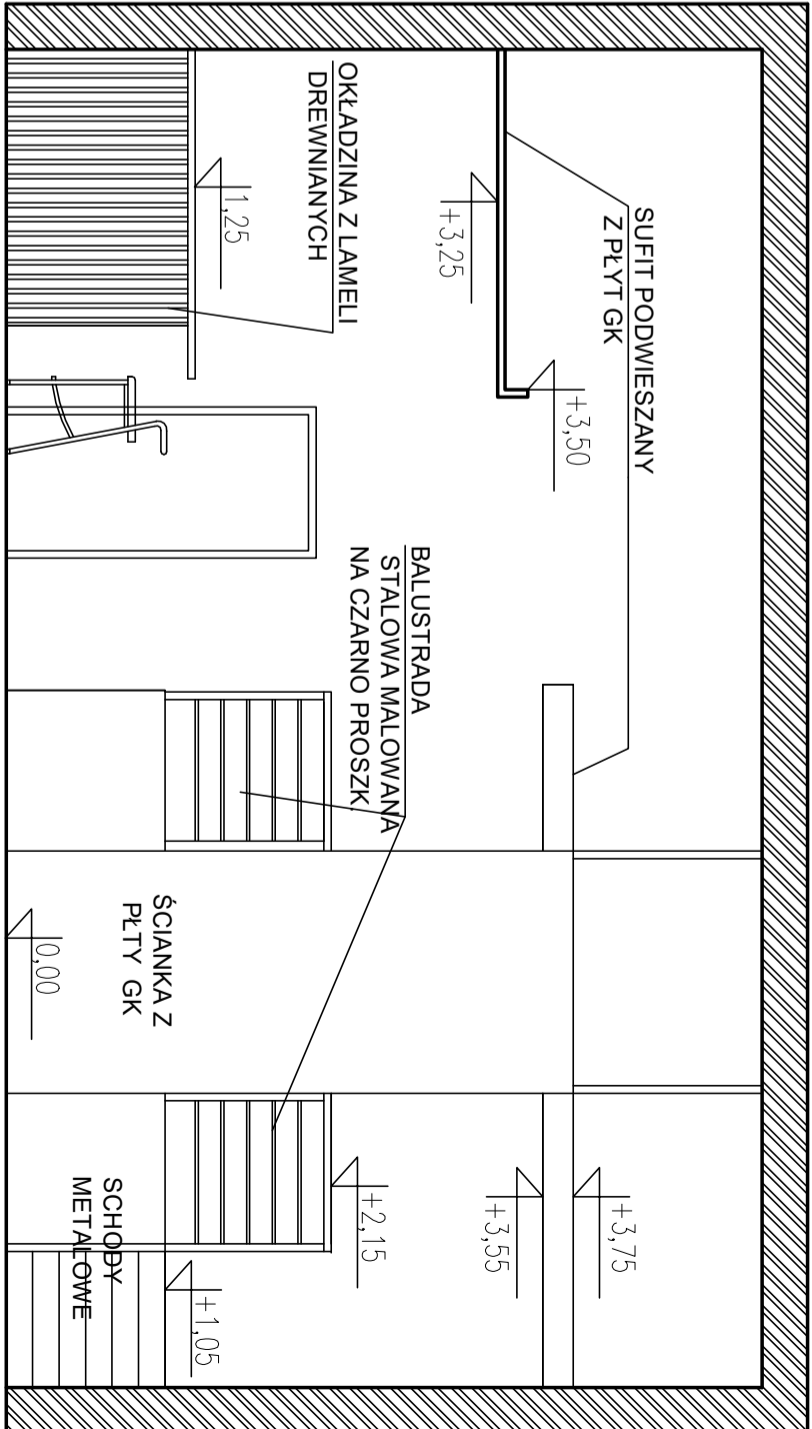 SUFIT PODWIESZANY
Z PŁYT GK
+3,50
+3,25
OKŁADZINA Z LAMELI
DREWNIANYCH
1,25
BALUSTRADA
STALOWA MALOWANA
NA CZARNO PROSZK.
ŚCIANKA Z
PŁTY GK
0,00
+3,75
+3,55
+2,15
+1,05
SCHODY
METALOWE